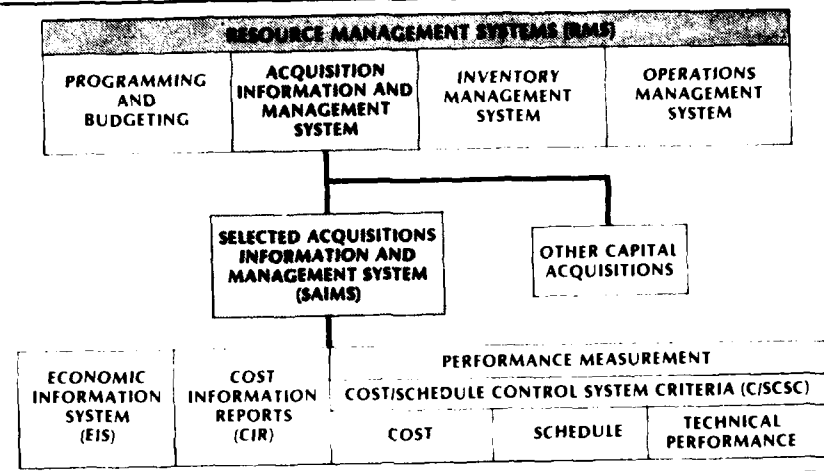 RESOURCE MANAGEMENT SYSTEMS (RMS)
PROGRAMMING
AND
BUDGETING
ACQUISITION
INFORMATION AND
MANAGEMENT
SYSTEM
INVENTORY
MANAGEMENT
SYSTEM
OPERATIONS
MANAGEMENT
SYSTEM
SELECTED ACQUISITIONS
INFORMATION AND
MANAGEMENT SYSTEM
(SAIMS)
OTHER CAPITAL
ACQUISITIONS
ECONOMIC
INFORMATION
SYSTEM
(EIS)
COST
INFORMATION
REPORTS
(CIR)
PERFORMANCE MEASUREMENT
COST/SCHEDULE CONTROL SYSTEM CRITERIA (C/SCSC)
COST
SCHEDULE
TECHNICAL
PERFORMANCE